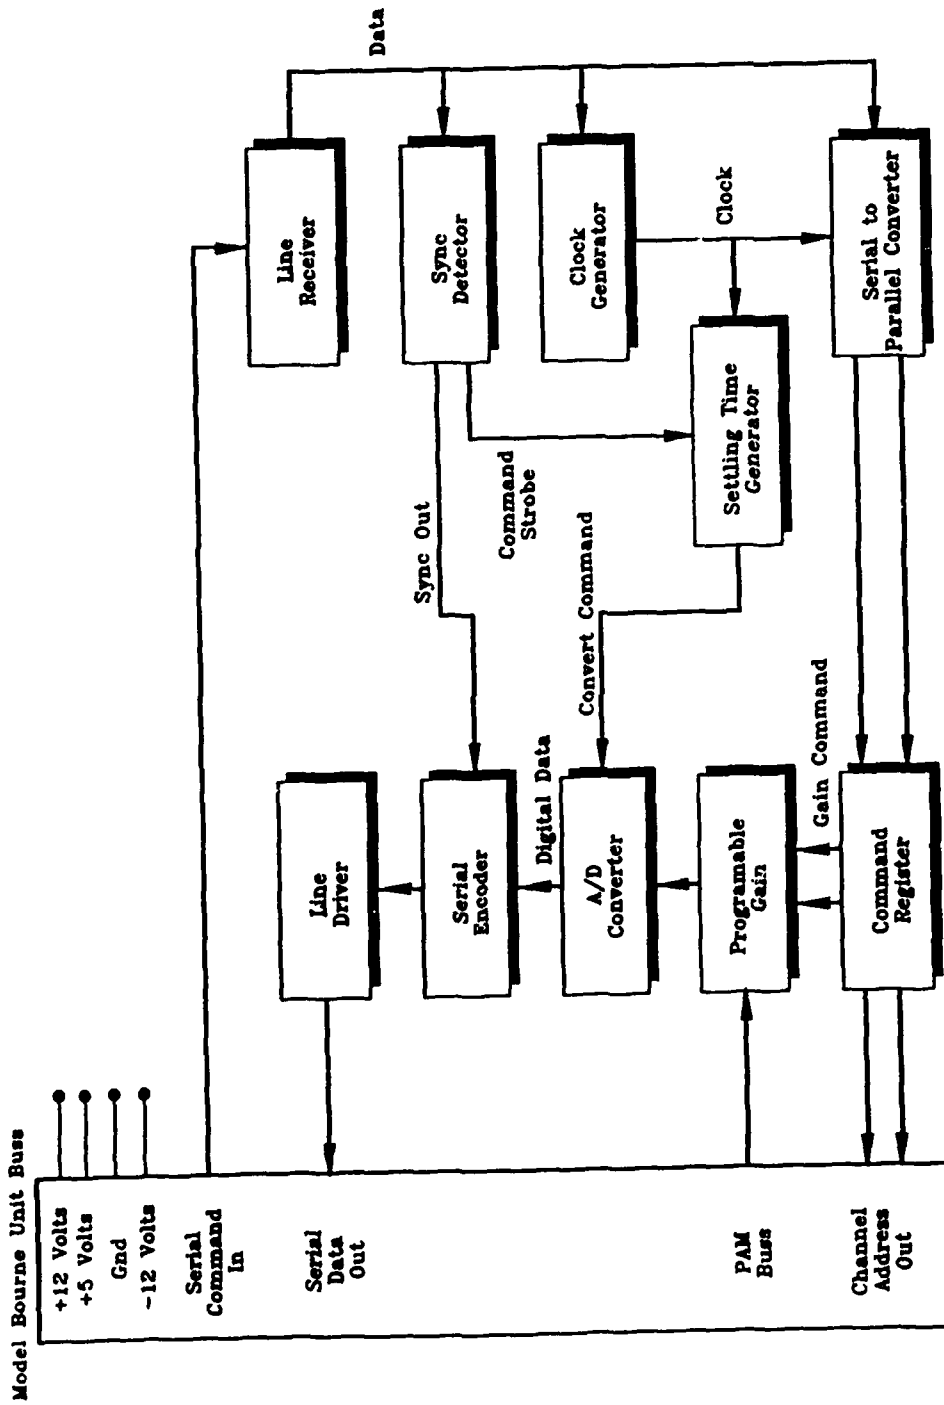 Model Bourne Unit Buss
+12 Volts
+5 Volts
Gnd
-12 Volts
Serial
Command
In
Serial
Data
Out
PAM
Buss
Channel
Address
Out
Line
Receiver
Data
Sync
Detector
Clock
Generator
Clock
Serial to
Parallel Converter
Settling Time
Generator
Sync Out
Command
Strobe
Convert Command
Line
Driver
Serial
Encoder
Digital Data
A/D
Converter
Programable
Gain
Gain Command
Command
Register